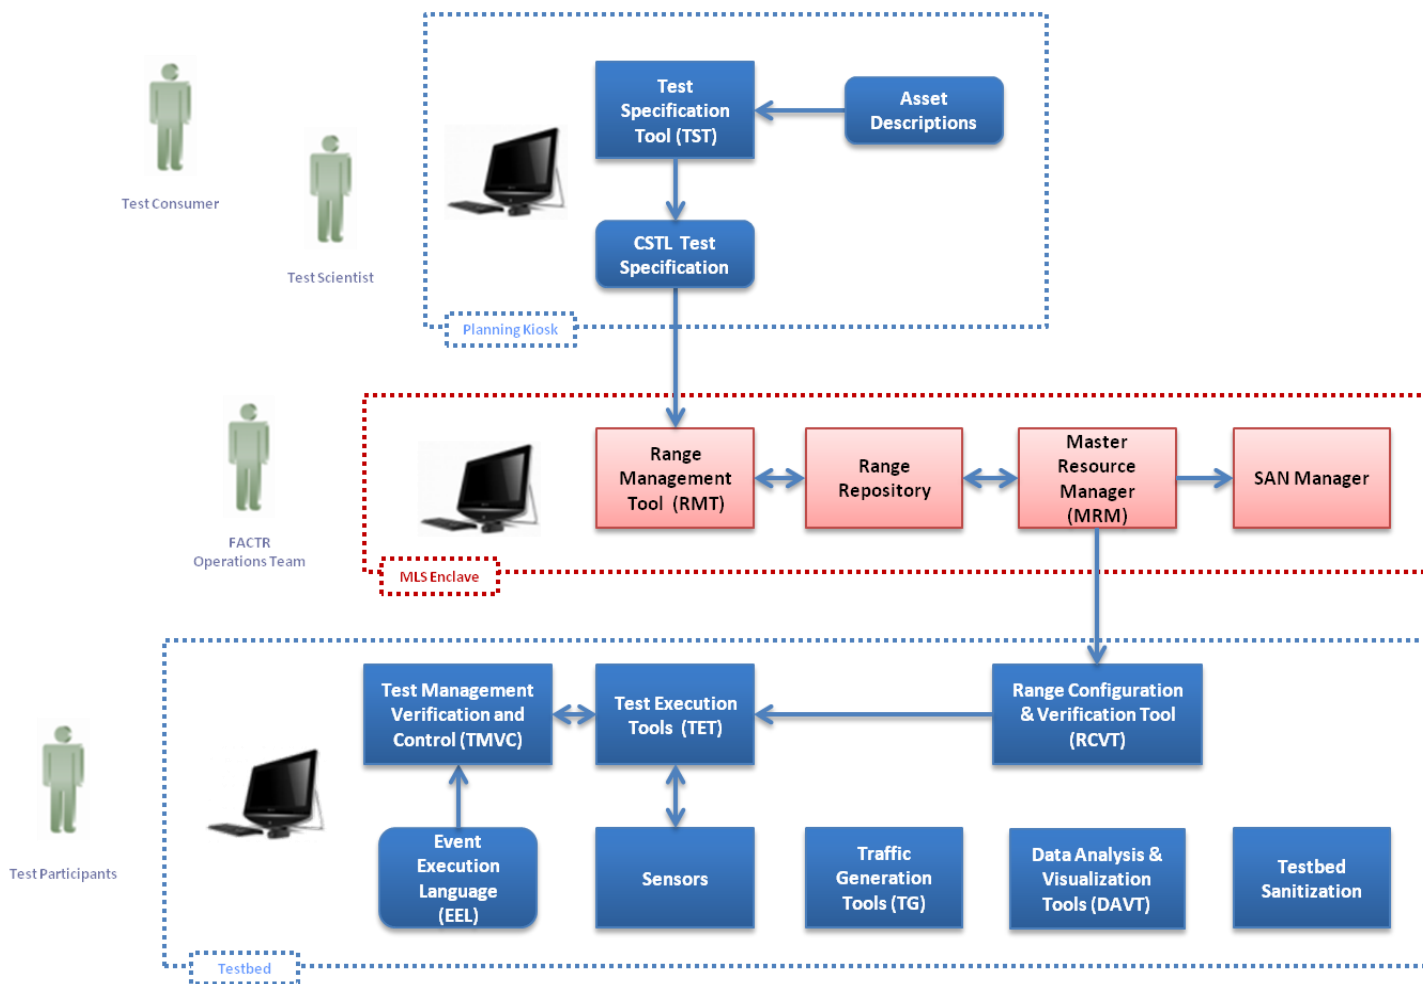 Test
Specification
Tool (TST)
Asset
Descriptions
Test Consumer
CSTL Test
Specification
Test Scientist
Planning Kiosk
Range
Management
Tool (RMT)
Range
Repository
Master
Resource
Manager
(MRM)
SAN Manager
FACTR
Operations Team
MLS Enclave
Test Management
Verification and
Control (TMVC)
Test Execution
Tools (TET)
Range Configuration
& Verification Tool
(RCVT)
Test Participants
Event
Execution
Language
(EEL)
Sensors
Traffic
Generation
Tools (TG)
Data Analysis &
Visualization
Tools (DAVT)
Testbed
Sanitization
Testbed